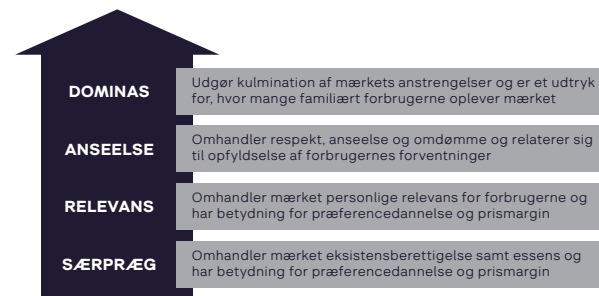 DOMINAS
Udgør kulmination af mærkets anstrengelser og er et udtryk
for, hvor mange familiært forbrugerne oplever mærket
ANSEELSE
Omhandler respekt, anseelse og omdømme og relaterer sig
til opfyldselse af forbrugernes forventninger
RELEVANS
Omhandler mærket personlige relevans for forbrugerne og
har betydning for præferencedannelse og prismargin
SÆRPRÆG
Omhandler mærket eksistensberettigelse samt essens og
har betydning for præferencedannelse og prismargin